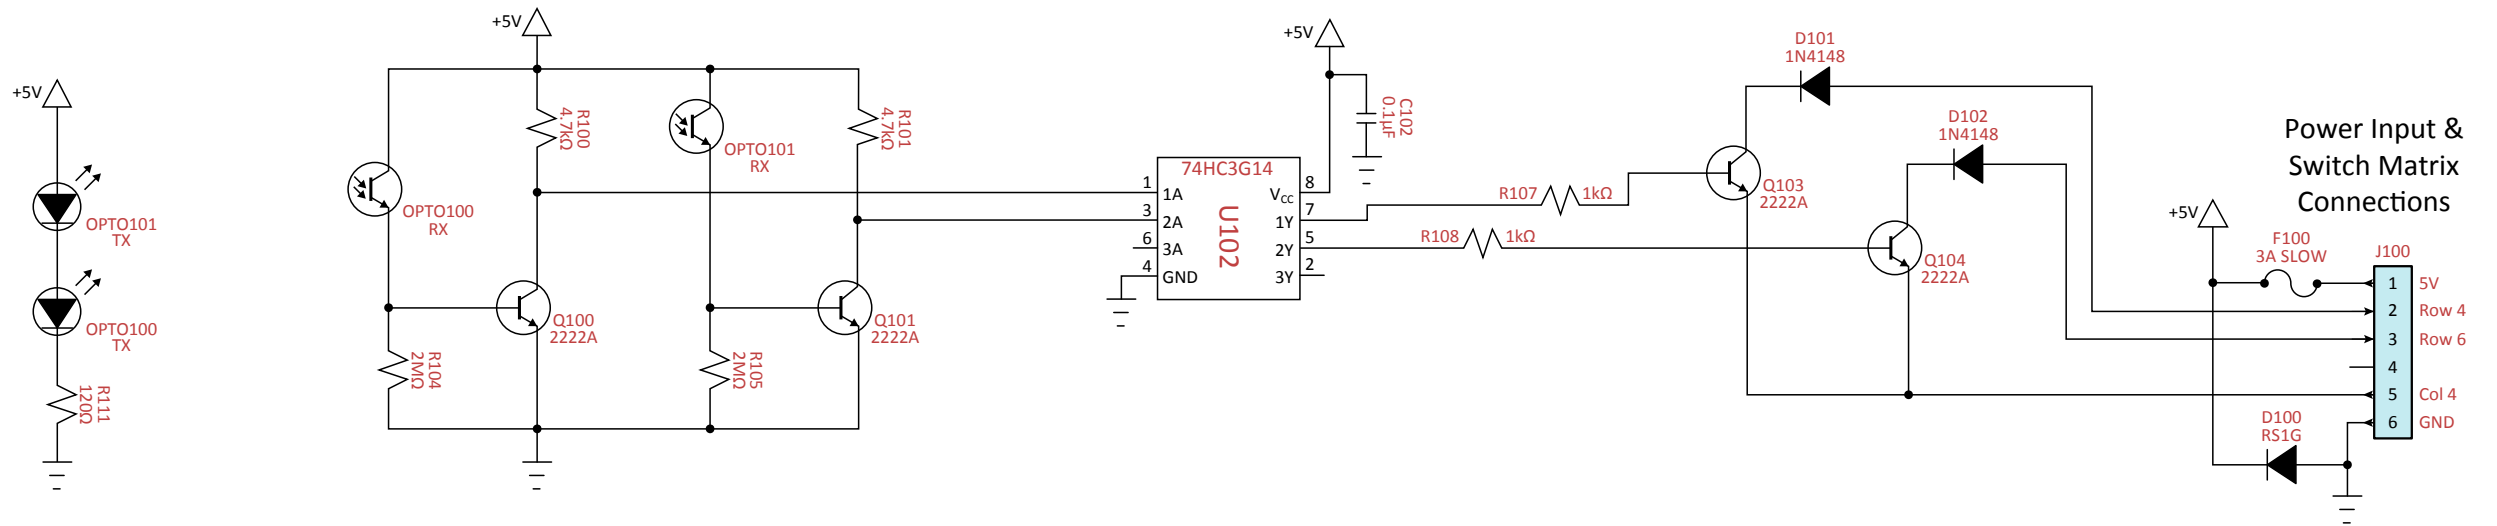 +5V
OPTO101
TX
OPTO100
TX
R111
120Ω
+5V
OPTO100
RX
R104
2MΩ
R100
4.7kΩ
Q100
2222A
OPTO101
RX
R105
2MΩ
R101
4.7kΩ
Q101
2222A
74HC3G14
U102
1
1A
3
2A
6
3A
4
GND
8
VCC
7
1Y
5
2Y
2
3Y
+5V
C102
0.1µF
R107
1kΩ
R108
1kΩ
D101
1N4148
Q103
2222A
D102
1N4148
Q104
2222A
Power Input &
Switch Matrix
Connections
+5V
F100
3A SLOW
J100
1
5V
2
Row 4
3
Row 6
4
5
Col 4
6
GND
D100
RS1G